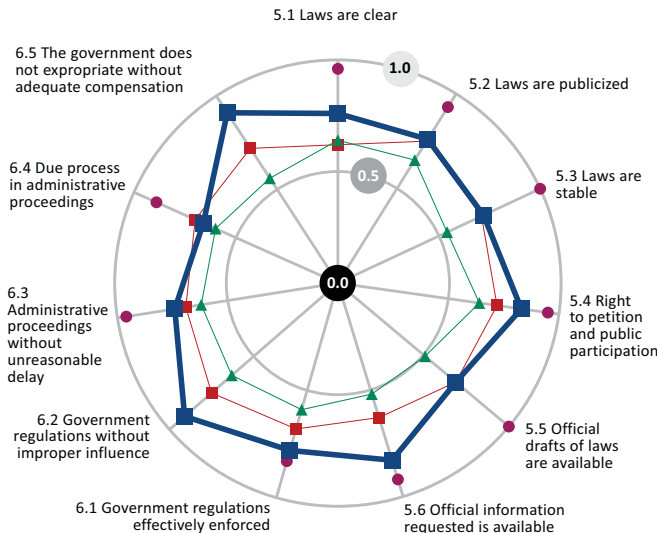 5.1 Laws are clear
1.0
5.2 Laws are publicized
5.3 Laws are
stable
5.4 Right
to petition
and public
participation
5.5 Official
drafts of laws
are available
5.6 Official information
requested is available
6.1 Government regulations
effectively enforced
6.2 Government
regulations without
improper influence
6.3
Administrative
proceedings
without
unreasonable
delay
6.4 Due process
in administrative
proceedings
6.5 The government does
not expropriate without
adequate compensation
0.5
0.0